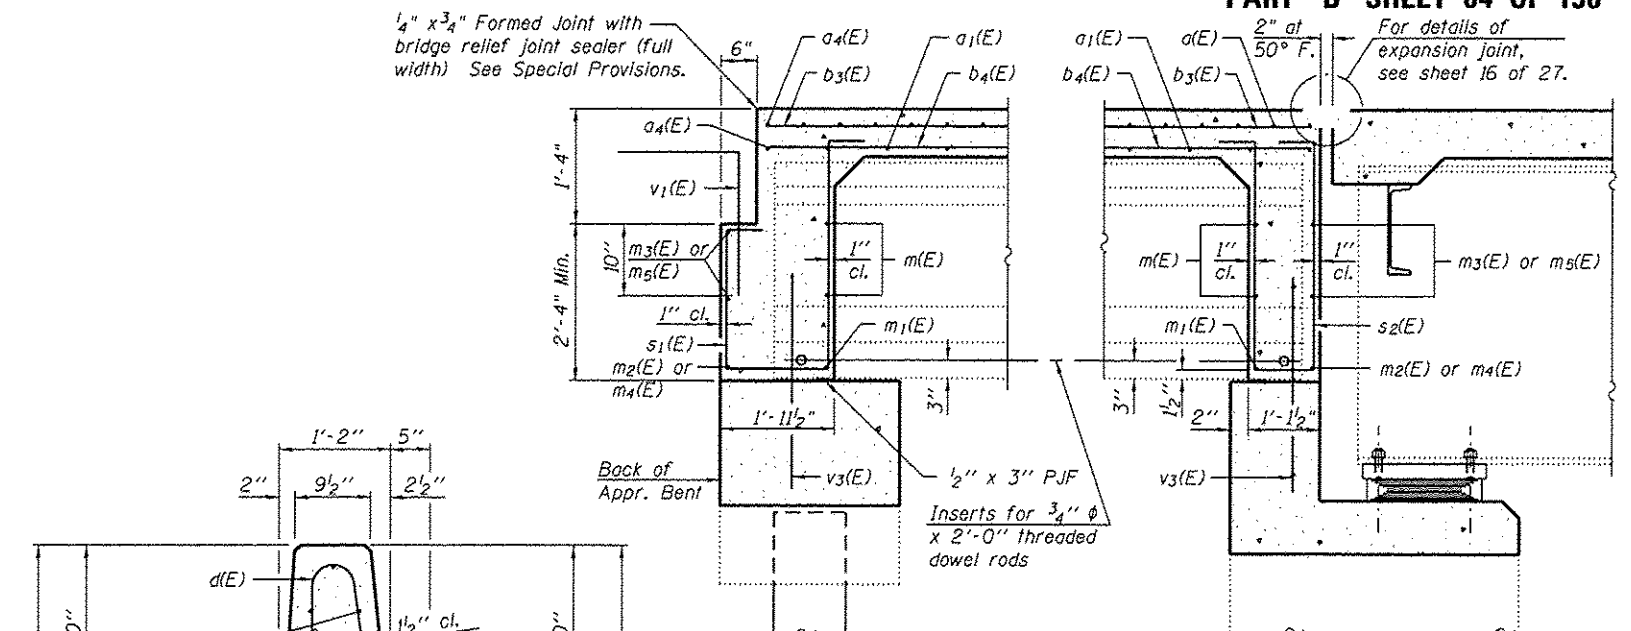 PART "B" SHEET 64 OF 156
1/4" x 3/4" Formed Joint with
bridge relief joint sealer (full
width) See Special Provisions.
6"
a4(E)
a1(E)
b3(E)
b4(E)
a1(E)
a(E)
b4(E)
b3(E)
2" at
50° F.
For details of
expansion joint,
see sheet 16 of 27.
a4(E)
1'-4"
v1(E)
2'-4" Min.
10"
m3(E) or
m5(E)
1"
cl.
m(E)
m(E)
1"
cl.
1"
cl.
m3(E) or m5(E)
1" cl.
s1(E)
m1(E)
m1(E)
s2(E)
m2(E) or
m4(E)
m2(E) or m4(E)
3"
3"
1 1/2"
1'-11 1/2"
2"
1'-1 1/2"
Back of
Appr. Bent
v3(E)
1/2" x 3" PJF
v3(E)
Inserts for 3/4" ϕ
x 2'-0" threaded
dowel rods
1'-2"
5"
2"
9 1/2"
2 1/2"
d(E)
1 1/2" cl.